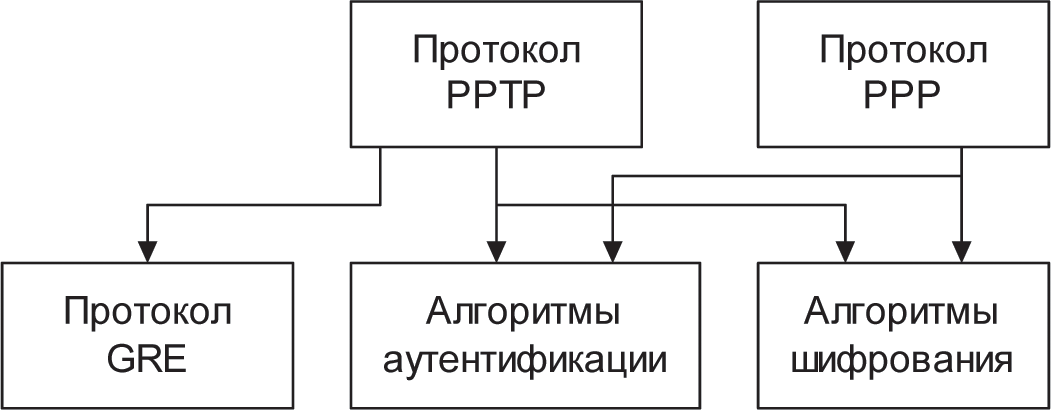 Протокол
PPTP
Протокол
PPP
Протокол
GRE
Алгоритмы
аутентификации
Алгоритмы
шифрования